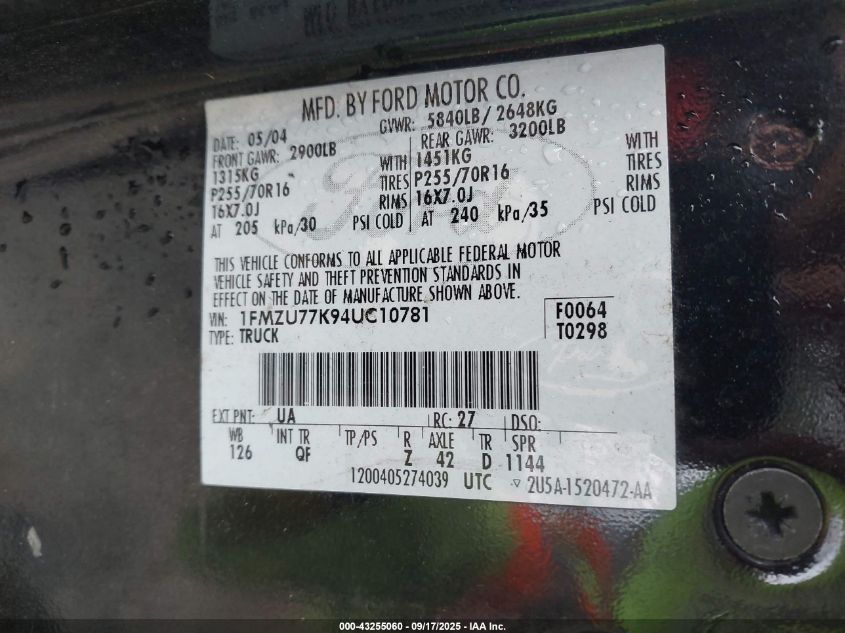 MFD. BY FORD MOTOR CO.
DATE: 05/04 GVWR: 5840LB / 2648KG
FRONT GAWR: 2900LB REAR GAWR: 3200LB
1315KG WITH 1451KG WITH
P255/70R16 TIRES P255/70R16 TIRES
16X7.0J RIMS 16X7.0J RIMS
AT 205 kPa/30 PSI COLD AT 240 kPa/35 PSI COLD
THIS VEHICLE CONFORMS TO ALL APPLICABLE FEDERAL MOTOR
VEHICLE SAFETY AND THEFT PREVENTION STANDARDS IN
EFFECT ON THE DATE OF MANUFACTURE SHOWN ABOVE.
VIN: 1FMZU77K94UC10781 F0064
TYPE: TRUCK T0298
EXT PNT: UA RC: 27 DSO:
WB INT TR TP/PS R AXLE TR SPR
126 QF Z 42 D 1144
1200405274039 UTC ▽ 2U5A-1520472-AA
000-43255060 - 09/17/2025 - IAA Inc.